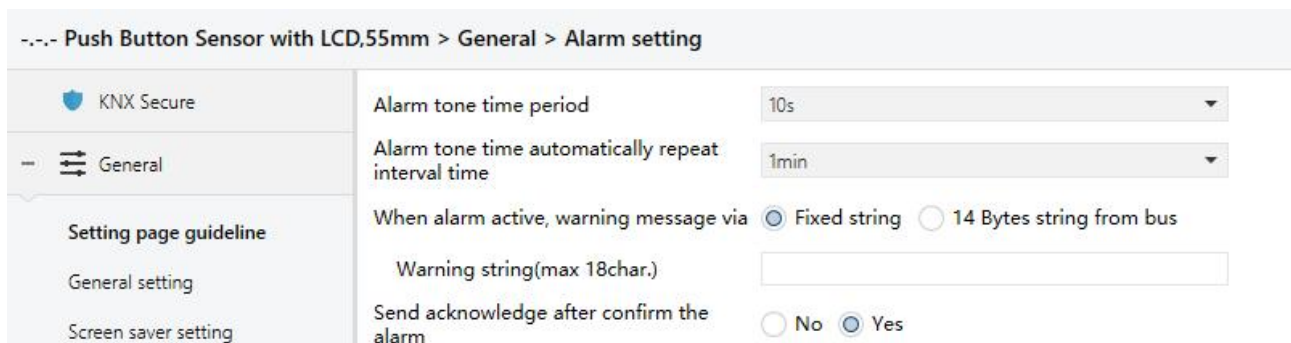 -.-.- Push Button Sensor with LCD,55mm > General > Alarm setting
KNX Secure
General
Setting page guideline
General setting
Screen saver setting
Alarm tone time period
10s
Alarm tone time automatically repeat
interval time
1min
When alarm active, warning message via
Fixed string
14 Bytes string from bus
Warning string(max 18char.)
Send acknowledge after confirm the
alarm
No
Yes